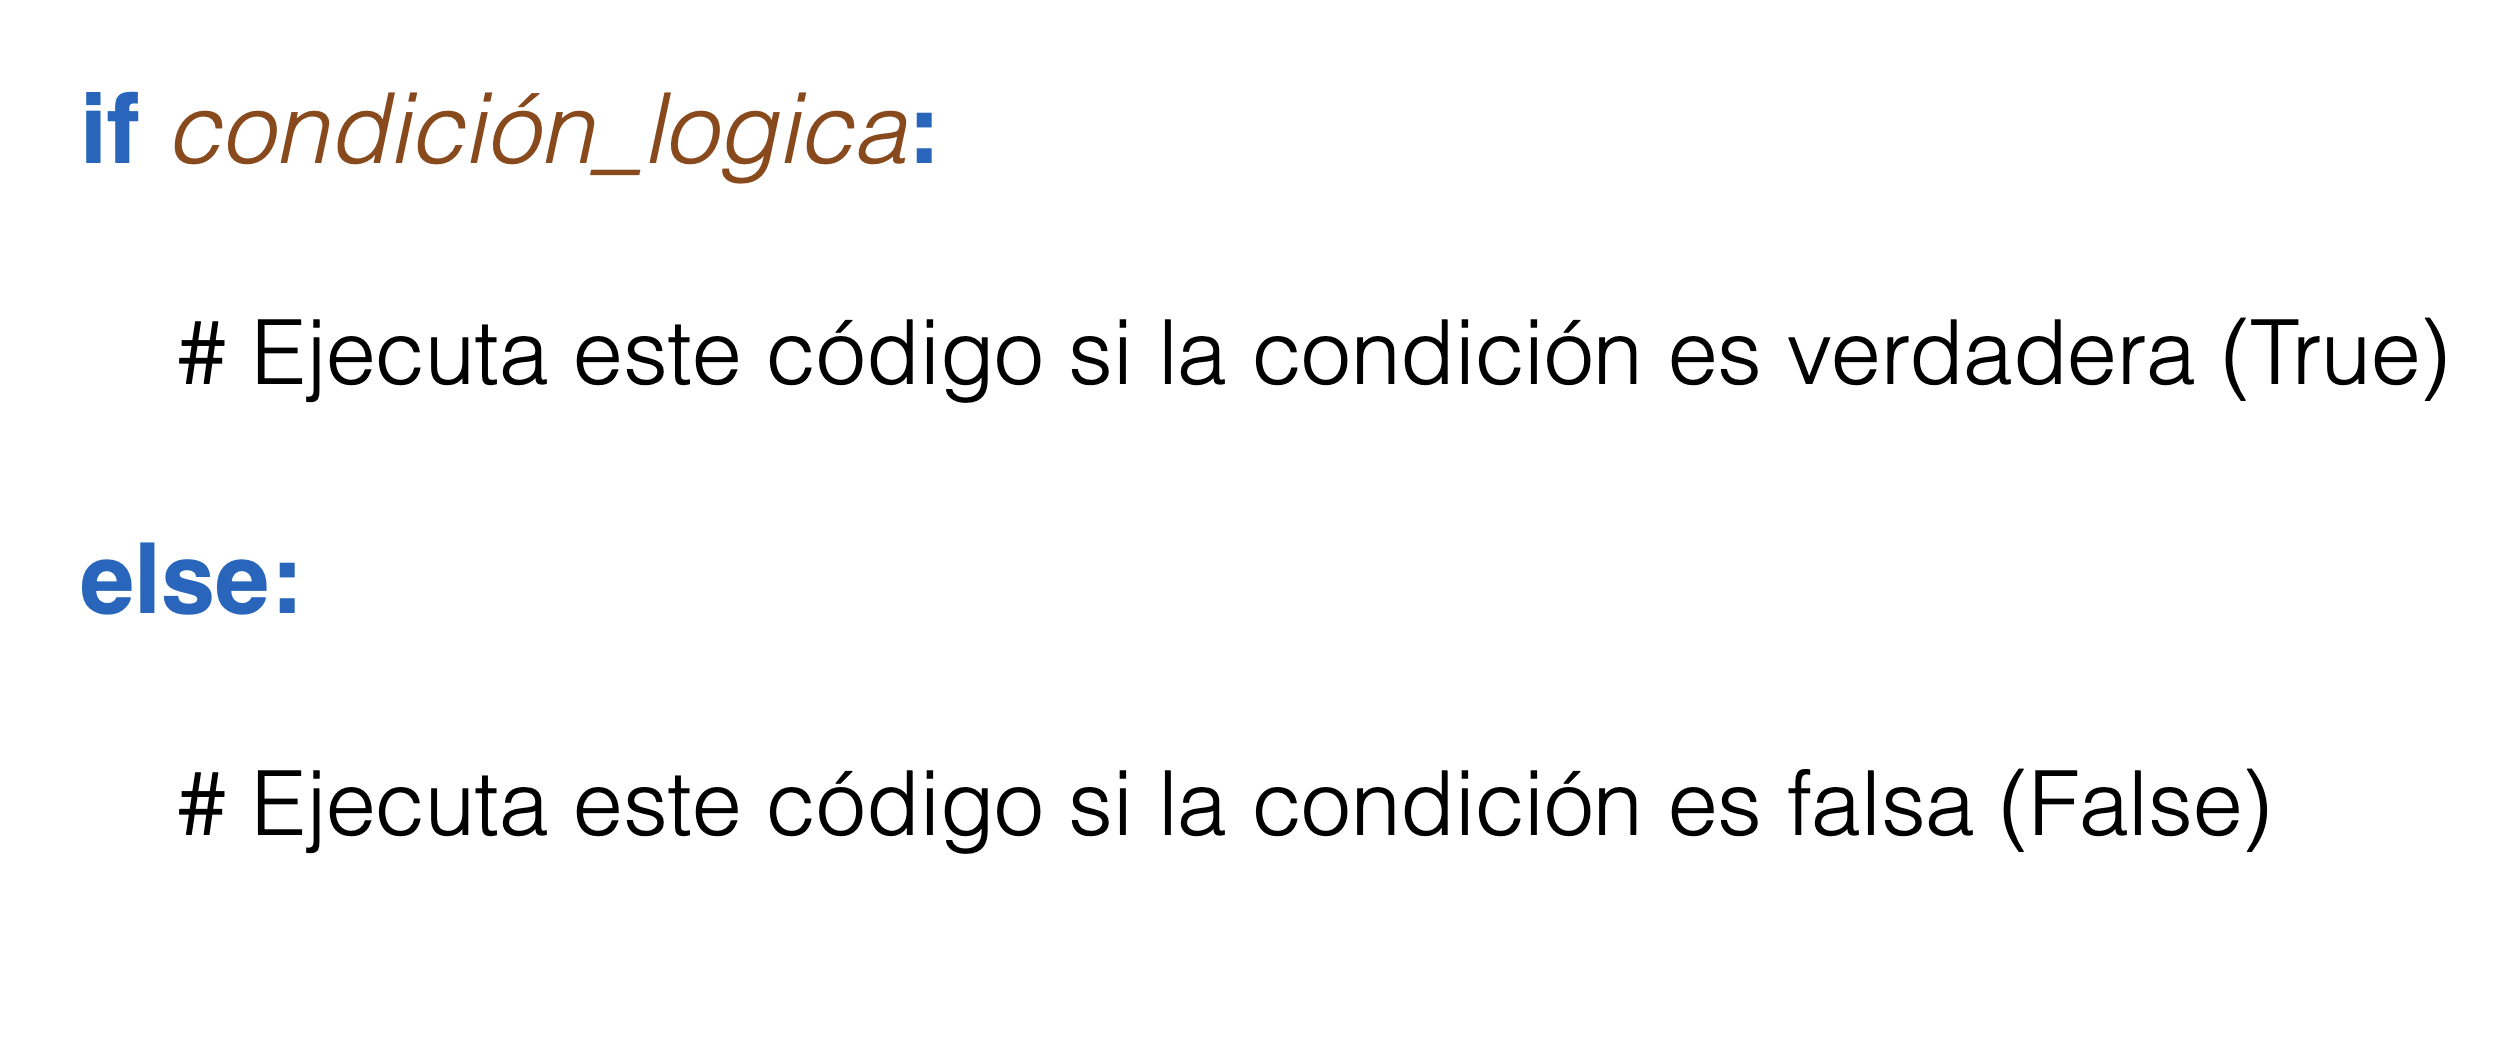 if condición_logica:
# Ejecuta este código si la condición es verdadera(True)
else:
# Ejecuta este código si la condición es falsa (False)